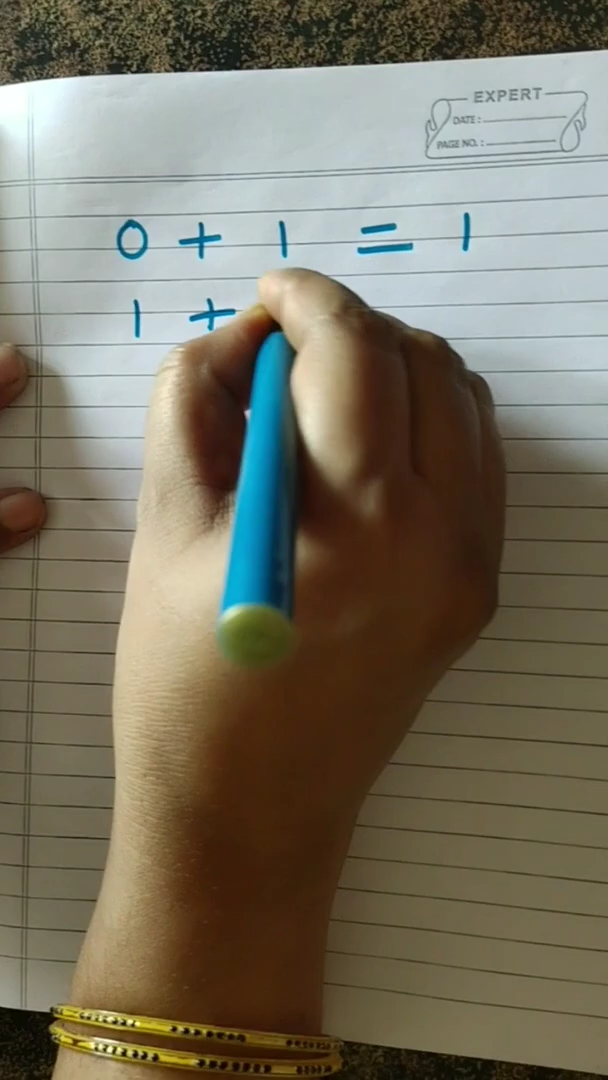 EXPERT
DATE :
PAGE NO. :
0 + 1 = 1
1 +